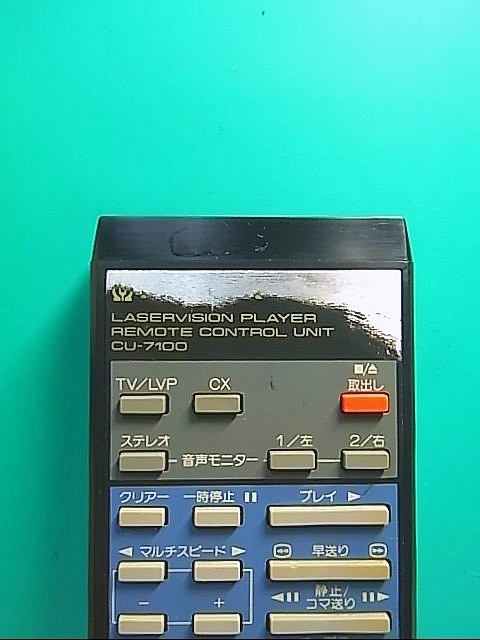 LASERVISION PLAYER
REMOTE CONTROL UNIT
CU-7100
TV/LVP CX ■/▲ 取出し
ステレオ 音声モニター 1/左 2/右
クリアー 一時停止 ❚❚ プレイ ▶
◀ マルチスピード ▶ ◀◀ 早送り ▶▶
− + ◀❚❚ 静止/ ❚❚▶
コマ送り